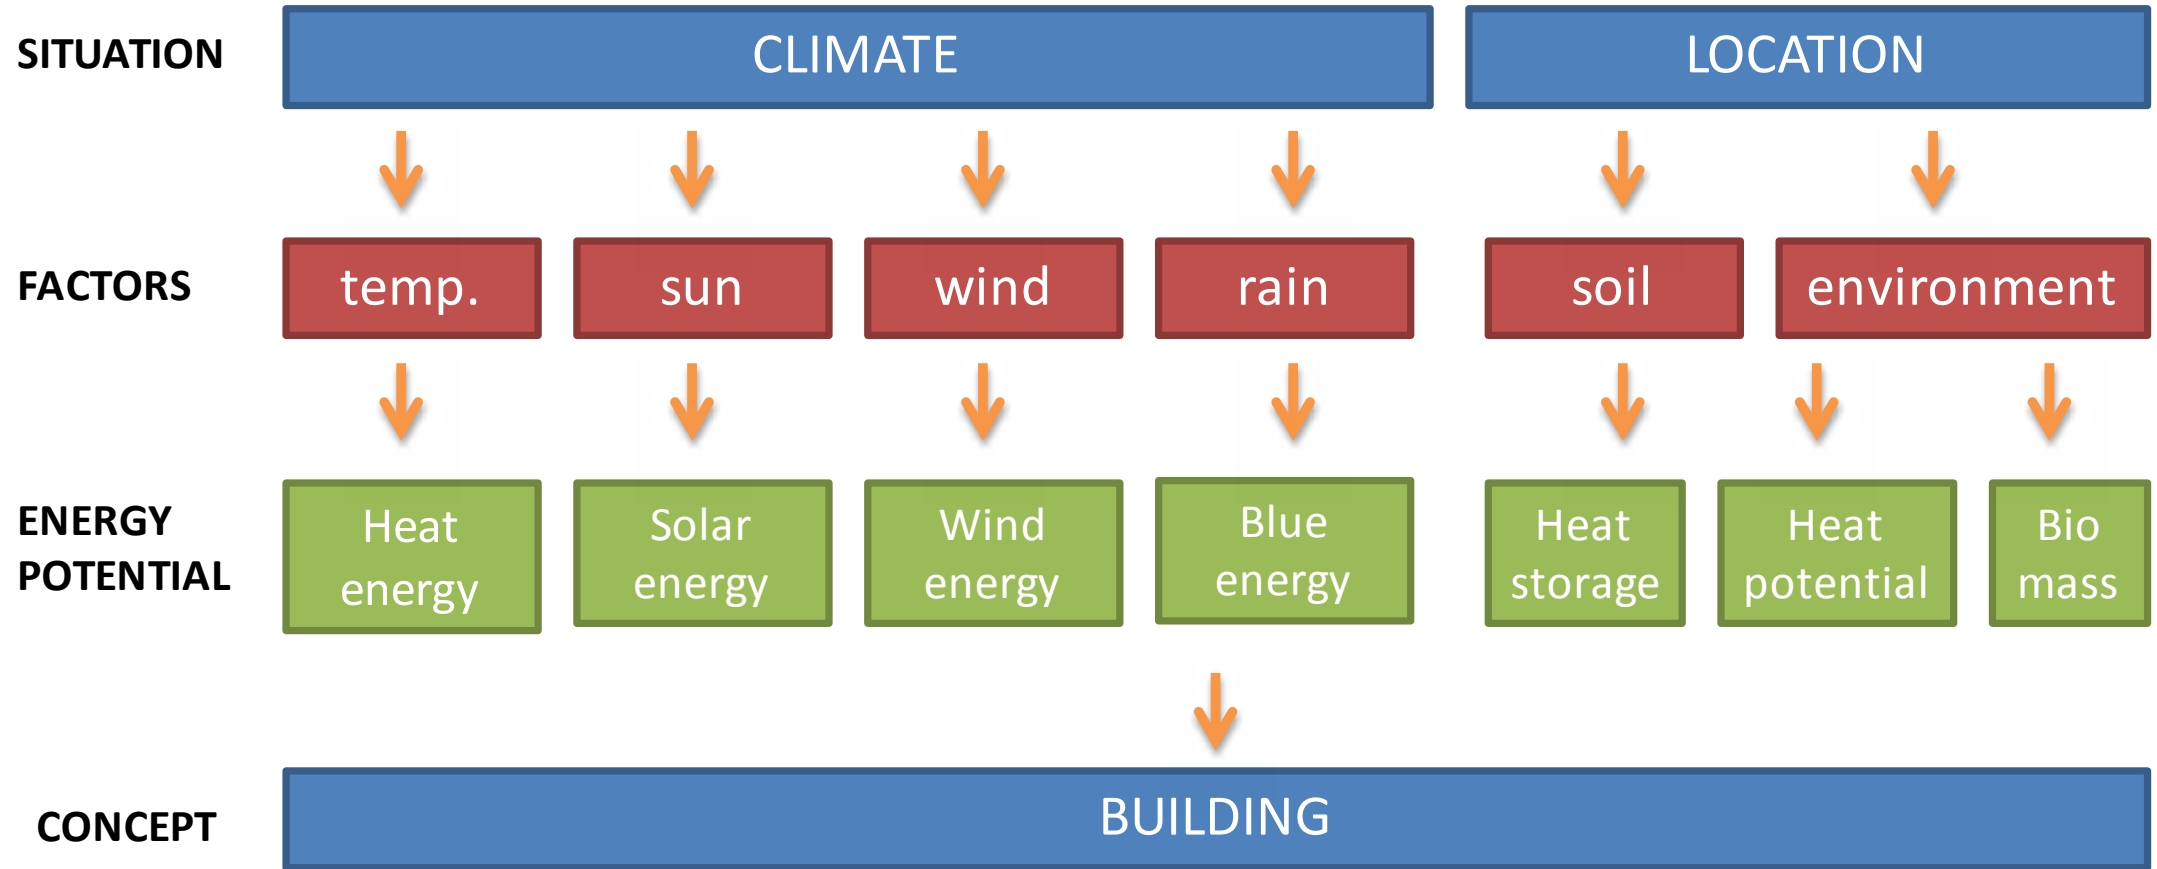 SITUATION
CLIMATE
LOCATION
FACTORS
temp.
sun
wind
rain
soil
environment
ENERGY
POTENTIAL
Heat
energy
Solar
energy
Wind
energy
Blue
energy
Heat
storage
Heat
potential
Bio
mass
CONCEPT
BUILDING